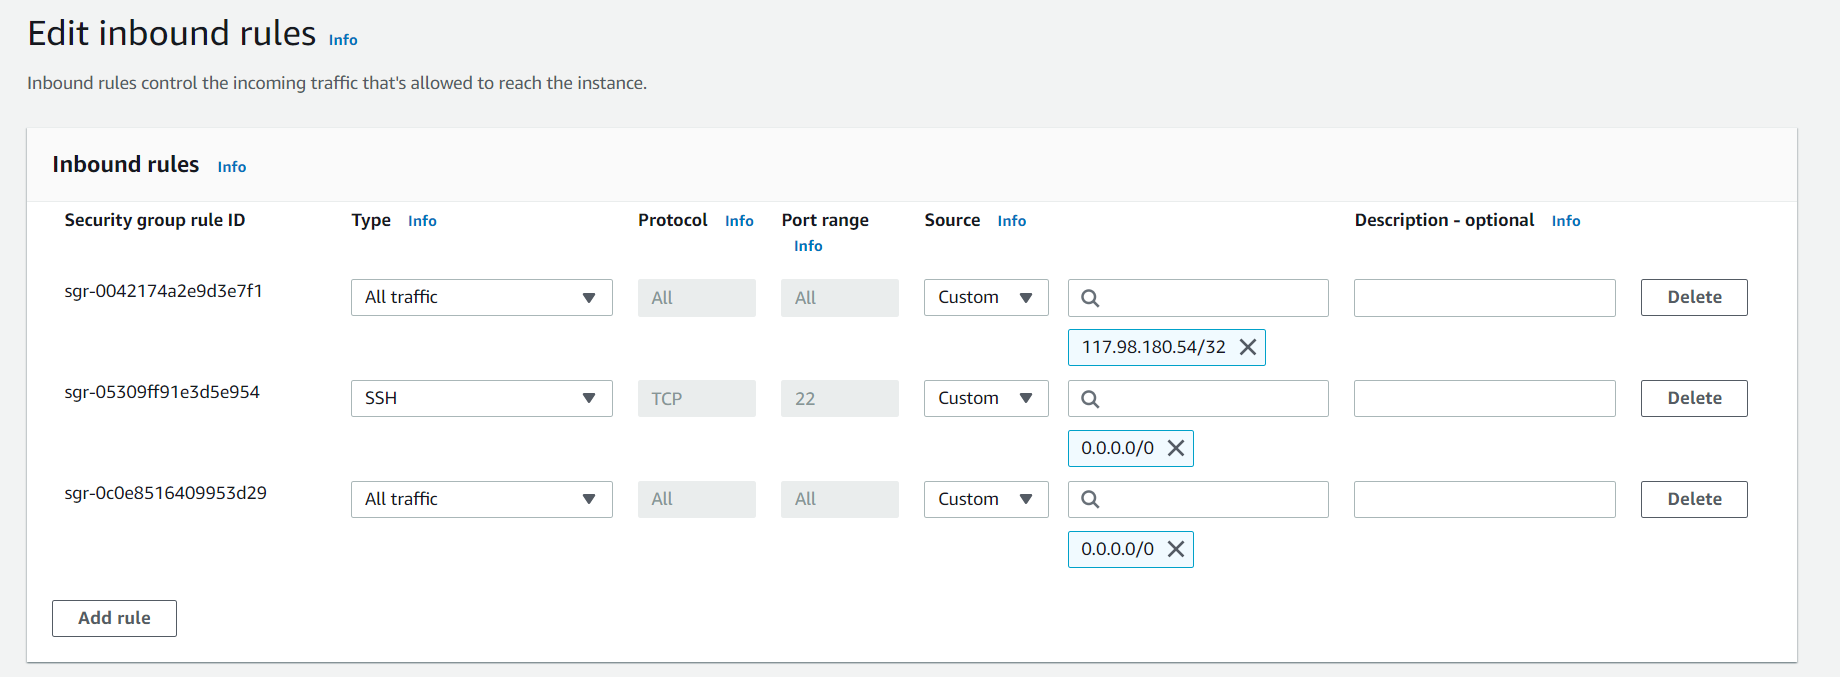 Edit inbound rules Info
Inbound rules control the incoming traffic that's allowed to reach the instance.
Inbound rules Info
Security group rule ID Type Info Protocol Info Port range Info Source Info Description - optional Info
sgr-0042174a2e9d3e7f1 All traffic All All Custom Delete
117.98.180.54/32
sgr-05309ff91e3d5e954 SSH TCP 22 Custom Delete
0.0.0.0/0
sgr-0c0e8516409953d29 All traffic All All Custom Delete
0.0.0.0/0
Add rule